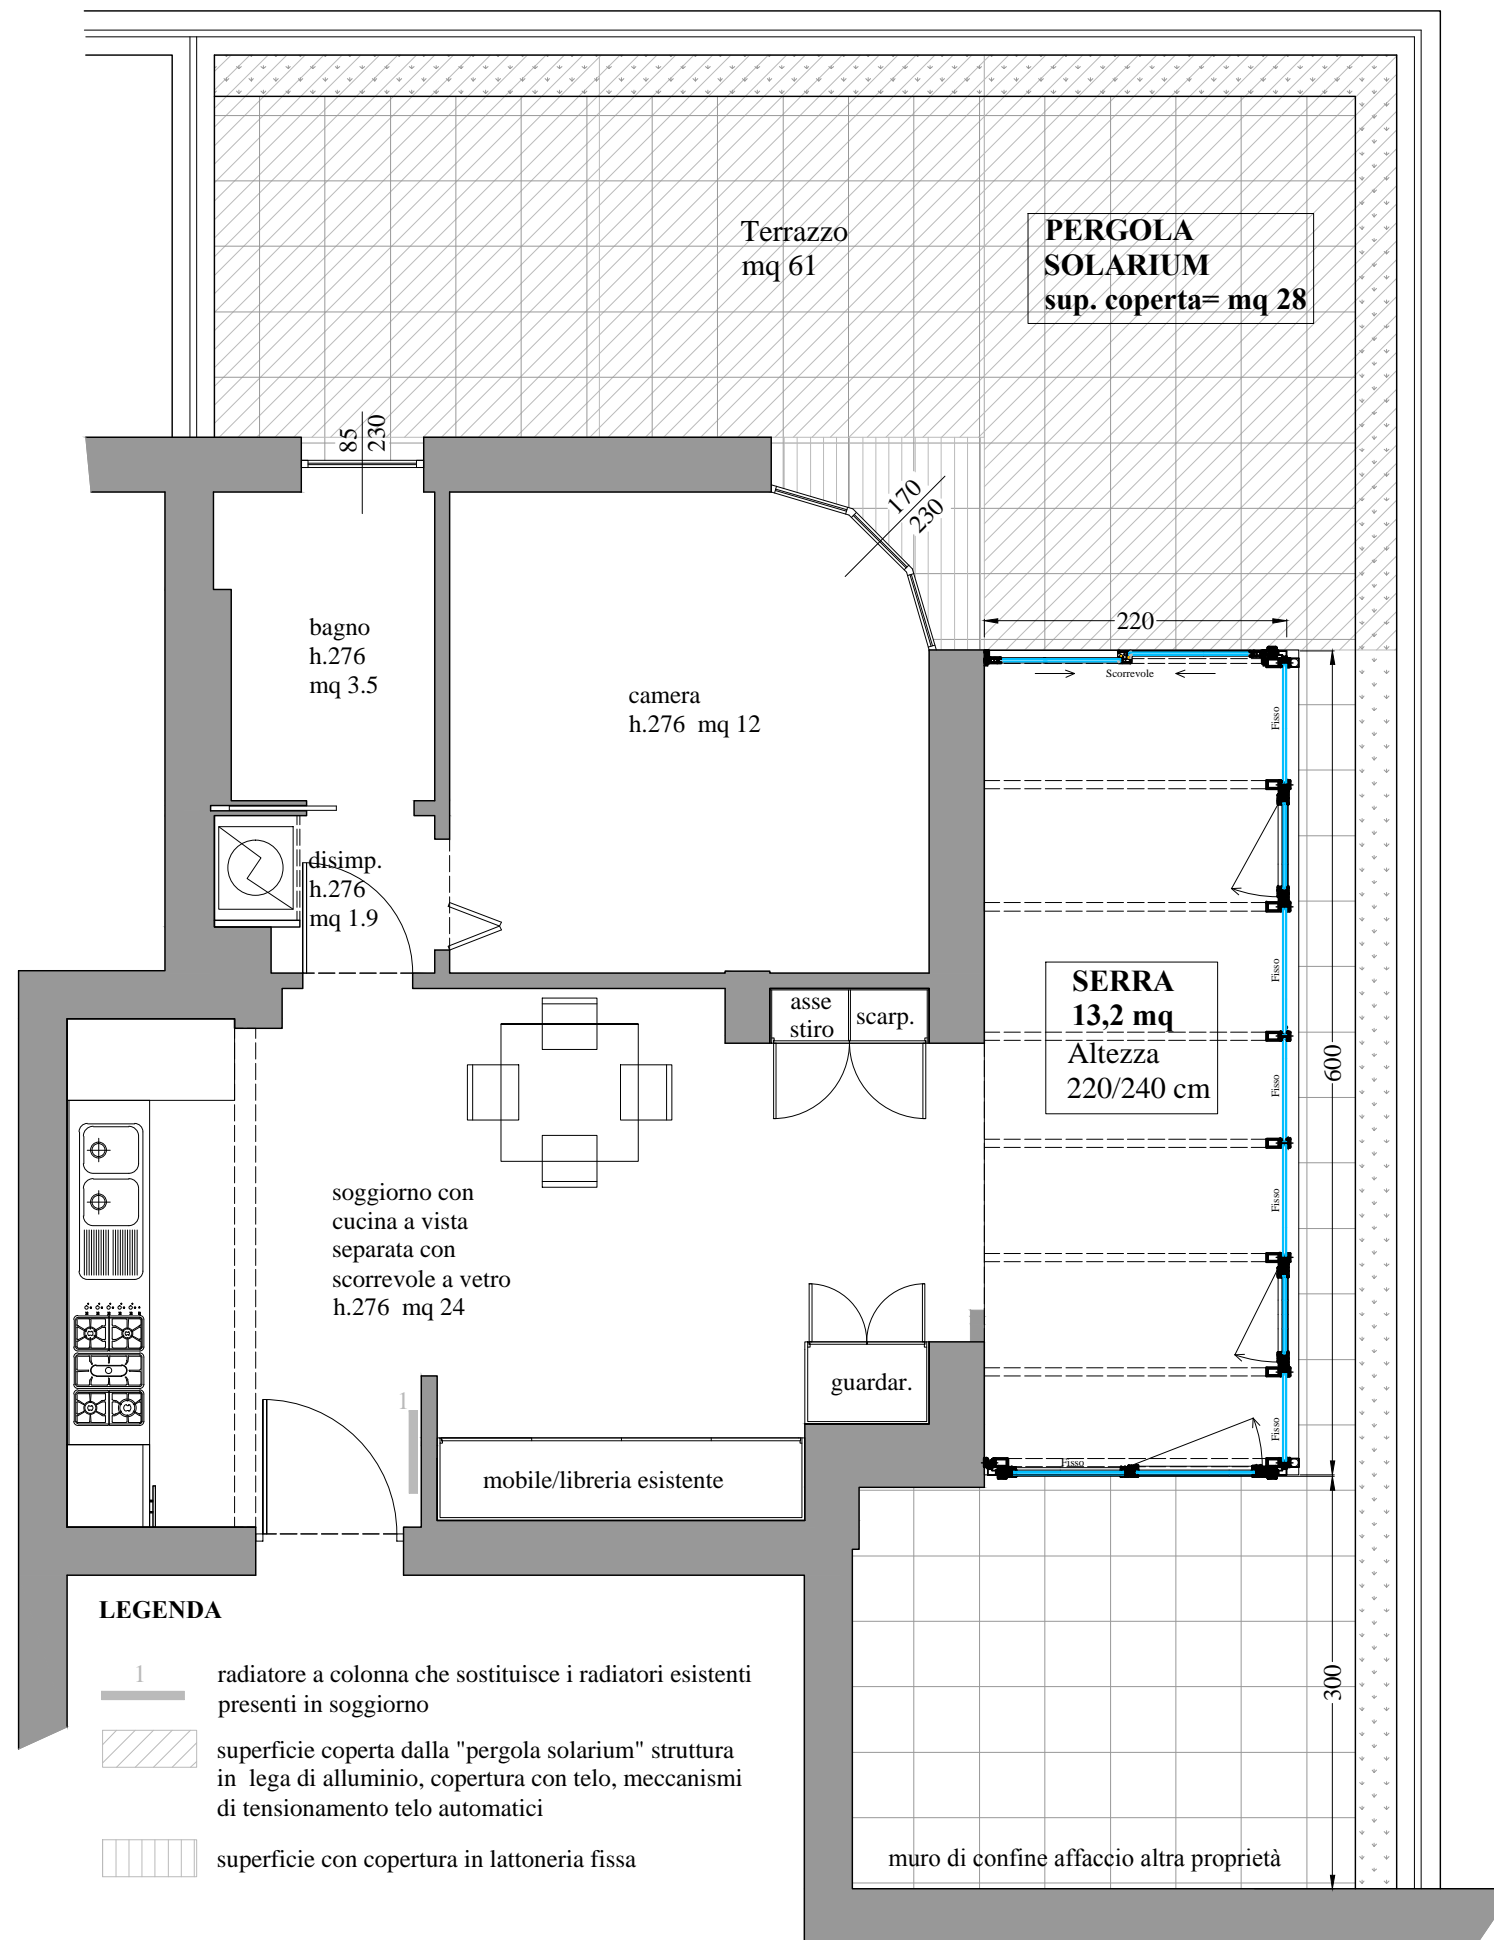 Terrazzo
mq 61
PERGOLA
SOLARIUM
sup. coperta= mq 28
85
230
170
230
bagno
h.276
mq 3.5
camera
h.276 mq 12
220
Scorrevole
Fisso
disimp.
h.276
mq 1.9
asse
stiro
scarp.
SERRA
13,2 mq
Altezza
220/240 cm
Fisso
Fisso
600
Fisso
soggiorno con
cucina a vista
separata con
scorrevole a vetro
h.276 mq 24
guardar.
1
Fisso
Fisso
mobile/libreria esistente
300
muro di confine affaccio altra proprietà
LEGENDA
1
radiatore a colonna che sostituisce i radiatori esistenti
presenti in soggiorno
superficie coperta dalla "pergola solarium" struttura
in lega di alluminio, copertura con telo, meccanismi
di tensionamento telo automatici
superficie con copertura in lattoneria fissa